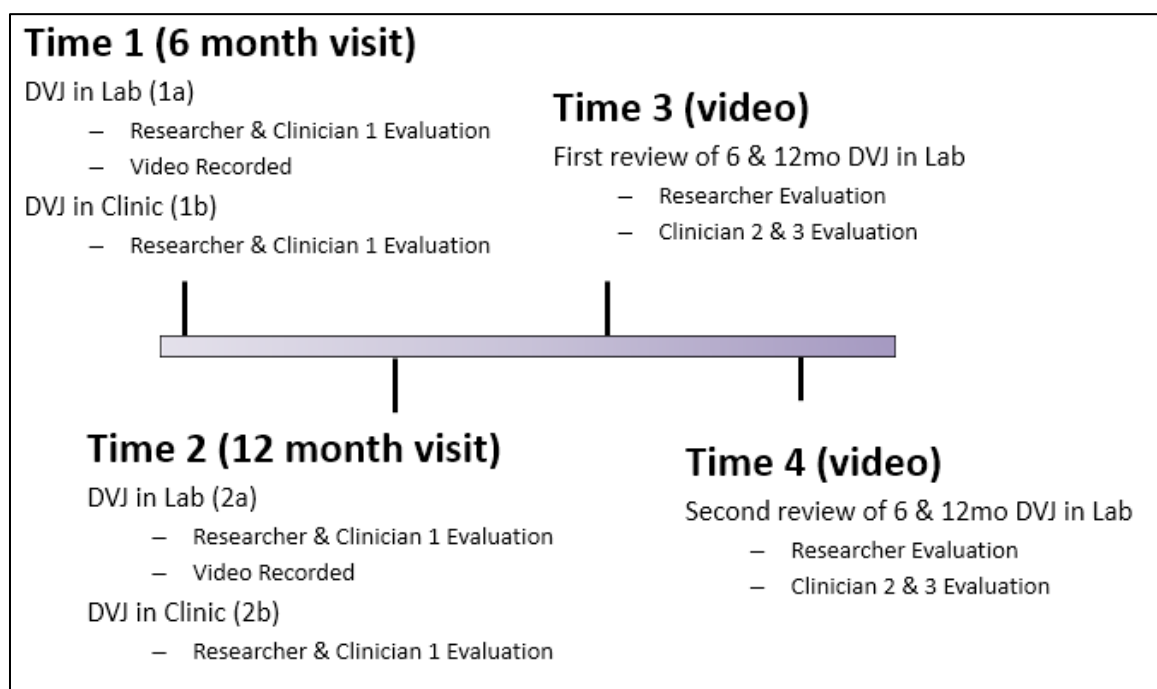 Time 1 (6 month visit)
DVJ in Lab (1a)
– Researcher & Clinician 1 Evaluation
– Video Recorded
DVJ in Clinic (1b)
– Researcher & Clinician 1 Evaluation
Time 3 (video)
First review of 6 & 12mo DVJ in Lab
– Researcher Evaluation
– Clinician 2 & 3 Evaluation
Time 2 (12 month visit)
DVJ in Lab (2a)
– Researcher & Clinician 1 Evaluation
– Video Recorded
DVJ in Clinic (2b)
– Researcher & Clinician 1 Evaluation
Time 4 (video)
Second review of 6 & 12mo DVJ in Lab
– Researcher Evaluation
– Clinician 2 & 3 Evaluation